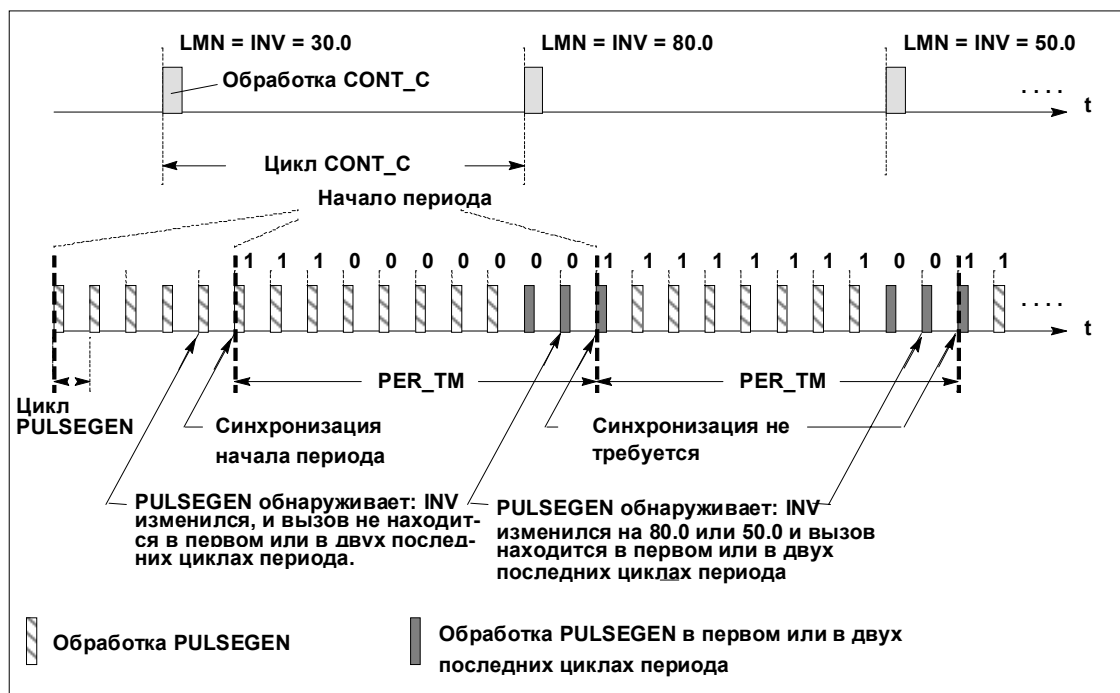 LMN = INV = 30.0
LMN = INV = 80.0
LMN = INV = 50.0
Обработка CONT_C
. . . .
t
Цикл CONT_C
Начало периода
1 1 1 0 0 0 0 0 0 0 1 1 1 1 1 1 1 1 0 0 1 1
. . . .
t
PER_TM
PER_TM
Цикл
PULSEGEN
Синхронизация
начала периода
Синхронизация не
требуется
PULSEGEN обнаруживает: INV
изменился, и вызов не находит-
ся в первом или в двух послед-
них циклах периода.
PULSEGEN обнаруживает: INV
изменился на 80.0 или 50.0 и вызов
находится в первом или в двух
последних циклах периода
Обработка PULSEGEN
Обработка PULSEGEN в первом или в двух
последних циклах периода